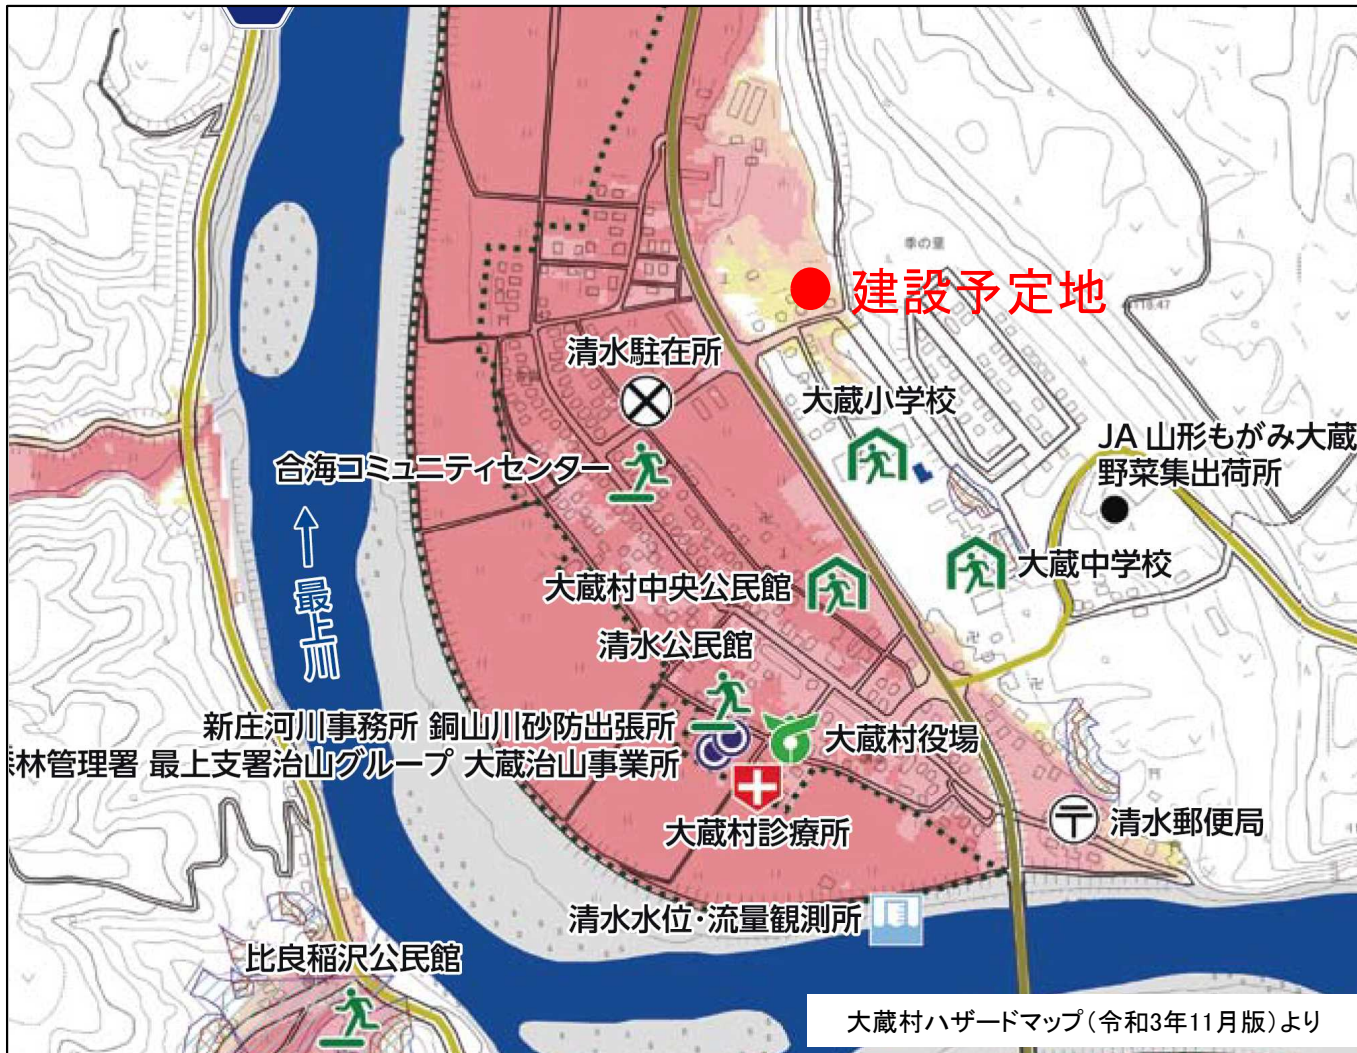 季の里
建設予定地
118.47
清水駐在所
大蔵小学校
JA 山形もがみ大蔵
野菜集出荷所
合海コミュニティセンター
大蔵中学校
最上川
大蔵村中央公民館
清水公民館
新庄河川事務所 銅山川砂防出張所
林管理署 最上支署治山グループ 大蔵治山事業所
大蔵村役場
清水郵便局
大蔵村診療所
清水水位・流量観測所
比良稲沢公民館
大蔵村ハザードマップ(令和3年11月版)より